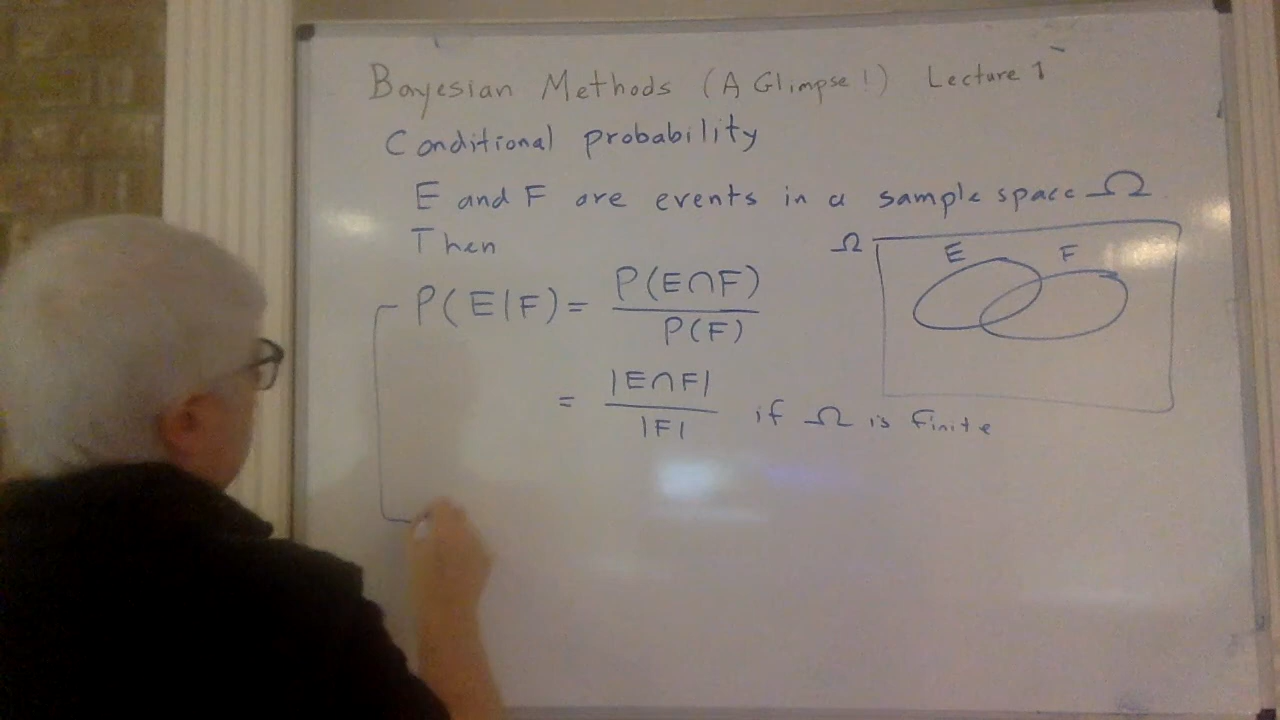 Bayesian Methods (A Glimpse!) Lecture 1
Conditional probability
E and F are events in a sample space Ω
Then
P(E|F) = P(E∩F) / P(F)
= |E∩F| / |F| if Ω is finite
Ω
E F